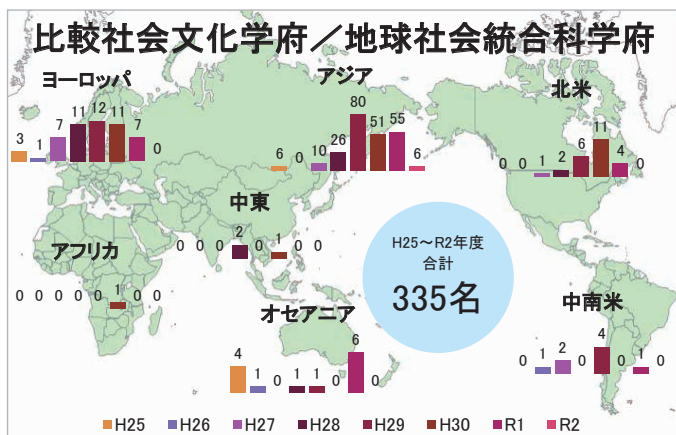 比較社会文化学府／地球社会統合科学府
ヨーロッパ
3 1 7 11 12 11 7 0
アジア
6 0 10 26 80 51 55 6
北米
0 0 1 2 6 11 4 0
中東
0 0 0 2 0 1 0 0
アフリカ
0 0 0 0 0 1 0 0
H25～R2年度
合計
335名
オセアニア
4 1 0 1 1 0 6 0
中南米
0 1 2 0 4 0 1 0
H25 H26 H27 H28 H29 H30 R1 R2